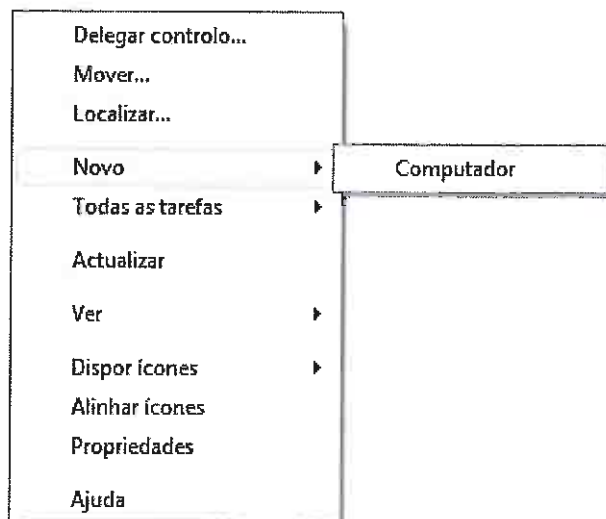 Delegar controlo...
Mover...
Localizar...
Novo
Computador
Todas as tarefas
Actualizar
Ver
Dispor ícones
Alinhar ícones
Propriedades
Ajuda